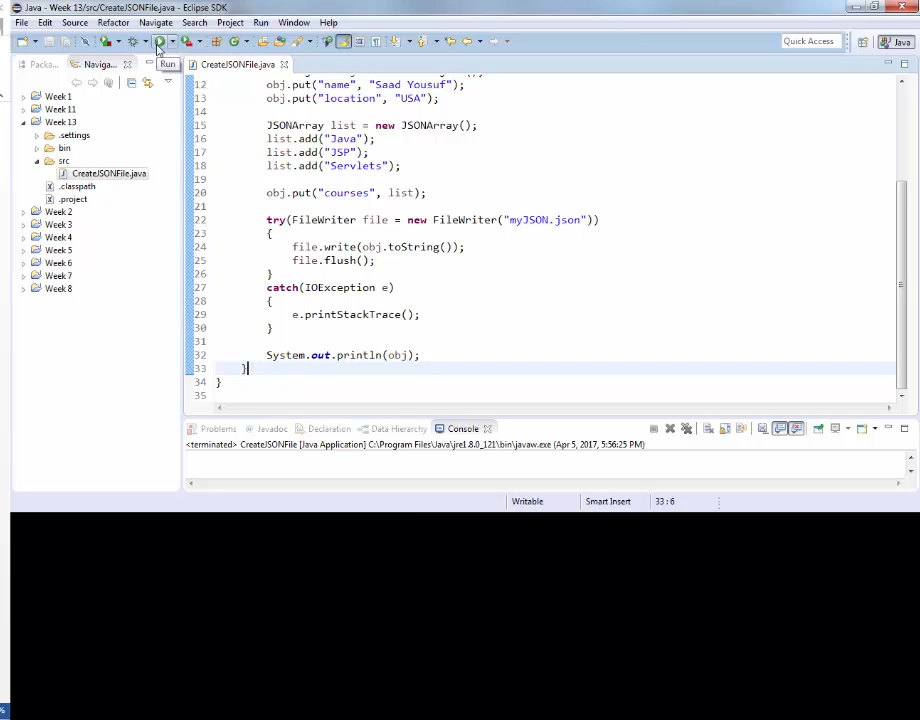 Java - Week 13/src/CreateJSONFile.java - Eclipse SDK
File Edit Source Refactor Navigate Search Project Run Window Help
Quick Access
Java
Packa...
Naviga...
CreateJSONFile.java
Run
Week 1
Week 11
Week 13
.settings
bin
src
CreateJSONFile.java
.classpath
.project
Week 2
Week 3
Week 4
Week 5
Week 6
Week 7
Week 8
12 obj.put("name", "Saad Yousuf");
13 obj.put("location", "USA");
14
15 JSONArray list = new JSONArray();
16 list.add("Java");
17 list.add("JSP");
18 list.add("Servlets");
19
20 obj.put("courses", list);
21
22 try(FileWriter file = new FileWriter("myJSON.json"))
23 {
24 file.write(obj.toString());
25 file.flush();
26 }
27 catch(IOException e)
28 {
29 e.printStackTrace();
30 }
31
32 System.out.println(obj);
33 }
34 }
35
Problems Javadoc Declaration Data Hierarchy Console
<terminated> CreateJSONFile [Java Application] C:\Program Files\Java\jre1.8.0_121\bin\javaw.exe (Apr 5, 2017, 5:56:25 PM)
Writable Smart Insert 33 : 6
%